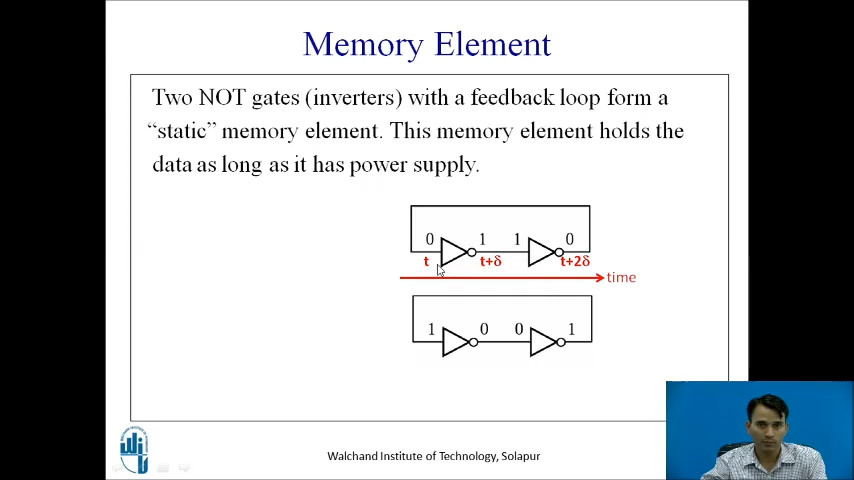 Memory Element
Two NOT gates (inverters) with a feedback loop form a
“static” memory element. This memory element holds the
data as long as it has power supply.
0 1 1 0
t t+δ t+2δ
time
1 0 0 1
Walchand Institute of Technology, Solapur